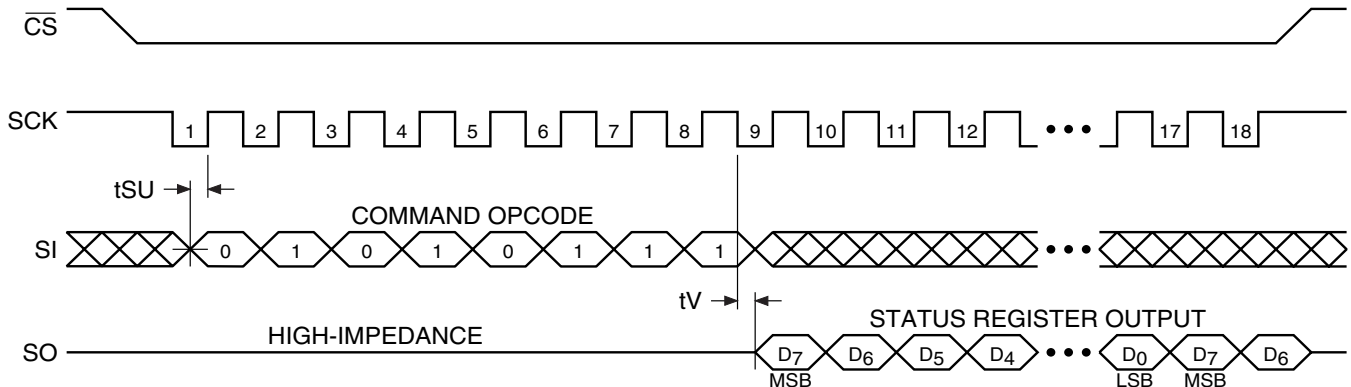 CS
SCK 1 2 3 4 5 6 7 8 9 10 11 12 ••• 17 18
tSU
COMMAND OPCODE
SI 0 1 0 1 0 1 1 1 •••
tV
HIGH-IMPEDANCE STATUS REGISTER OUTPUT
SO D7 D6 D5 D4 ••• D0 D7 D6
MSB LSB MSB